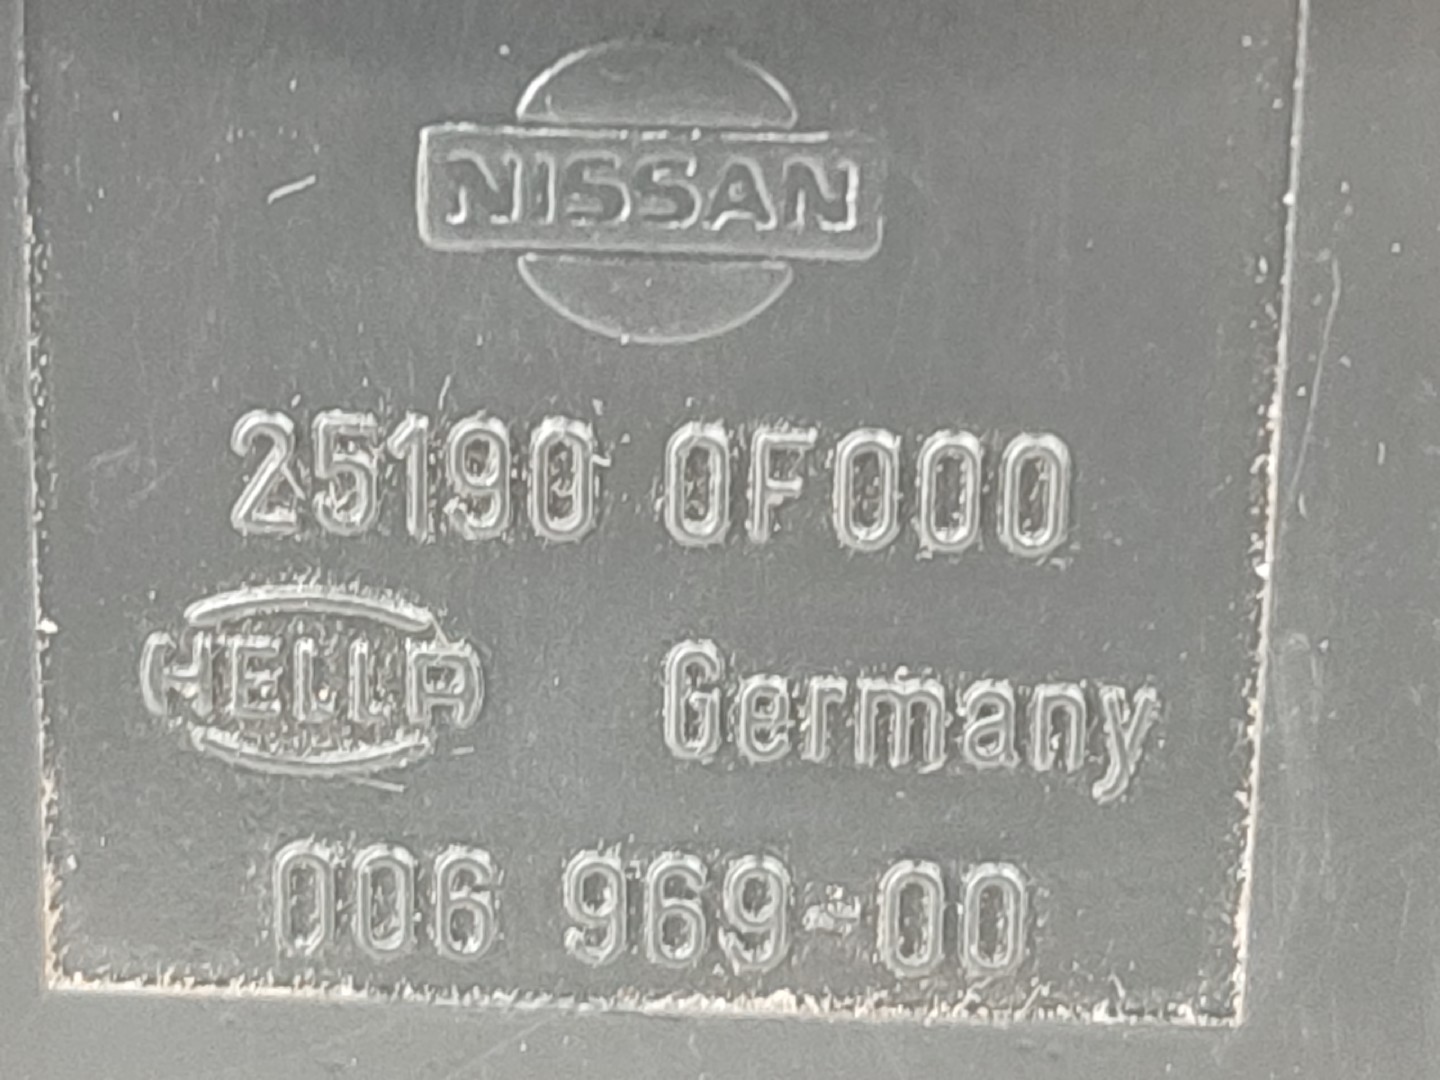 NISSAN
25190 0F000
HELLA Germany
006 969-00